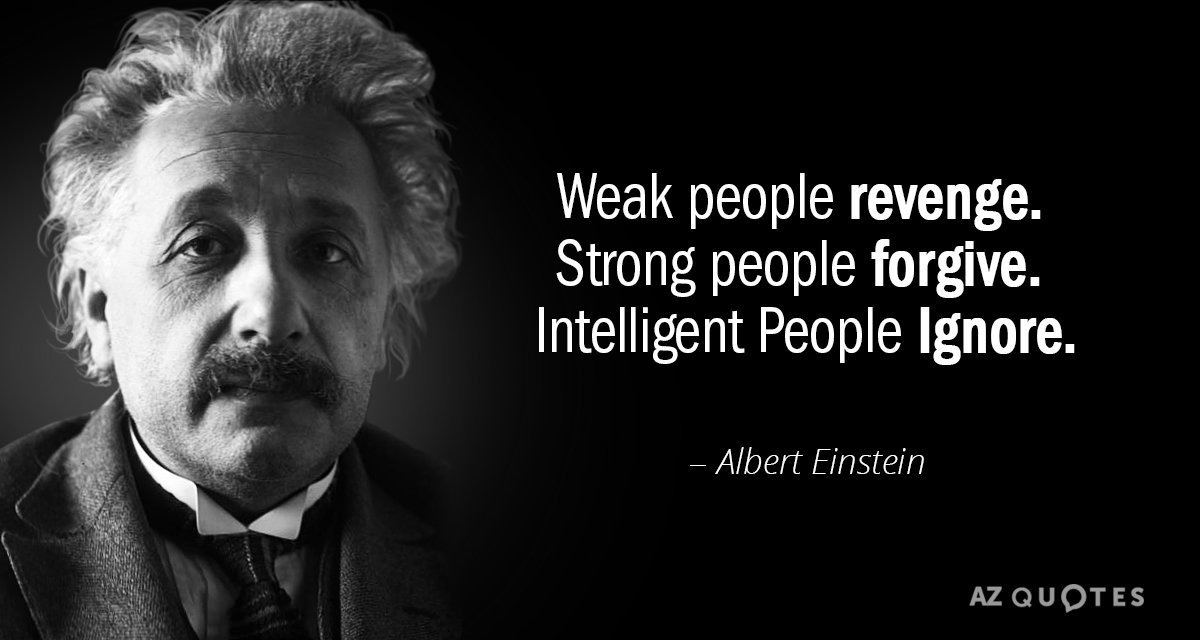 Weak people revenge.
Strong people forgive.
Intelligent People Ignore.
– Albert Einstein
AZ QUOTES